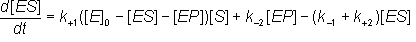 d[ES]/dt = k₊₁([E]₀ − [ES] − [EP])[S] + k₋₂[EP] − (k₋₁ + k₊₂)[ES]